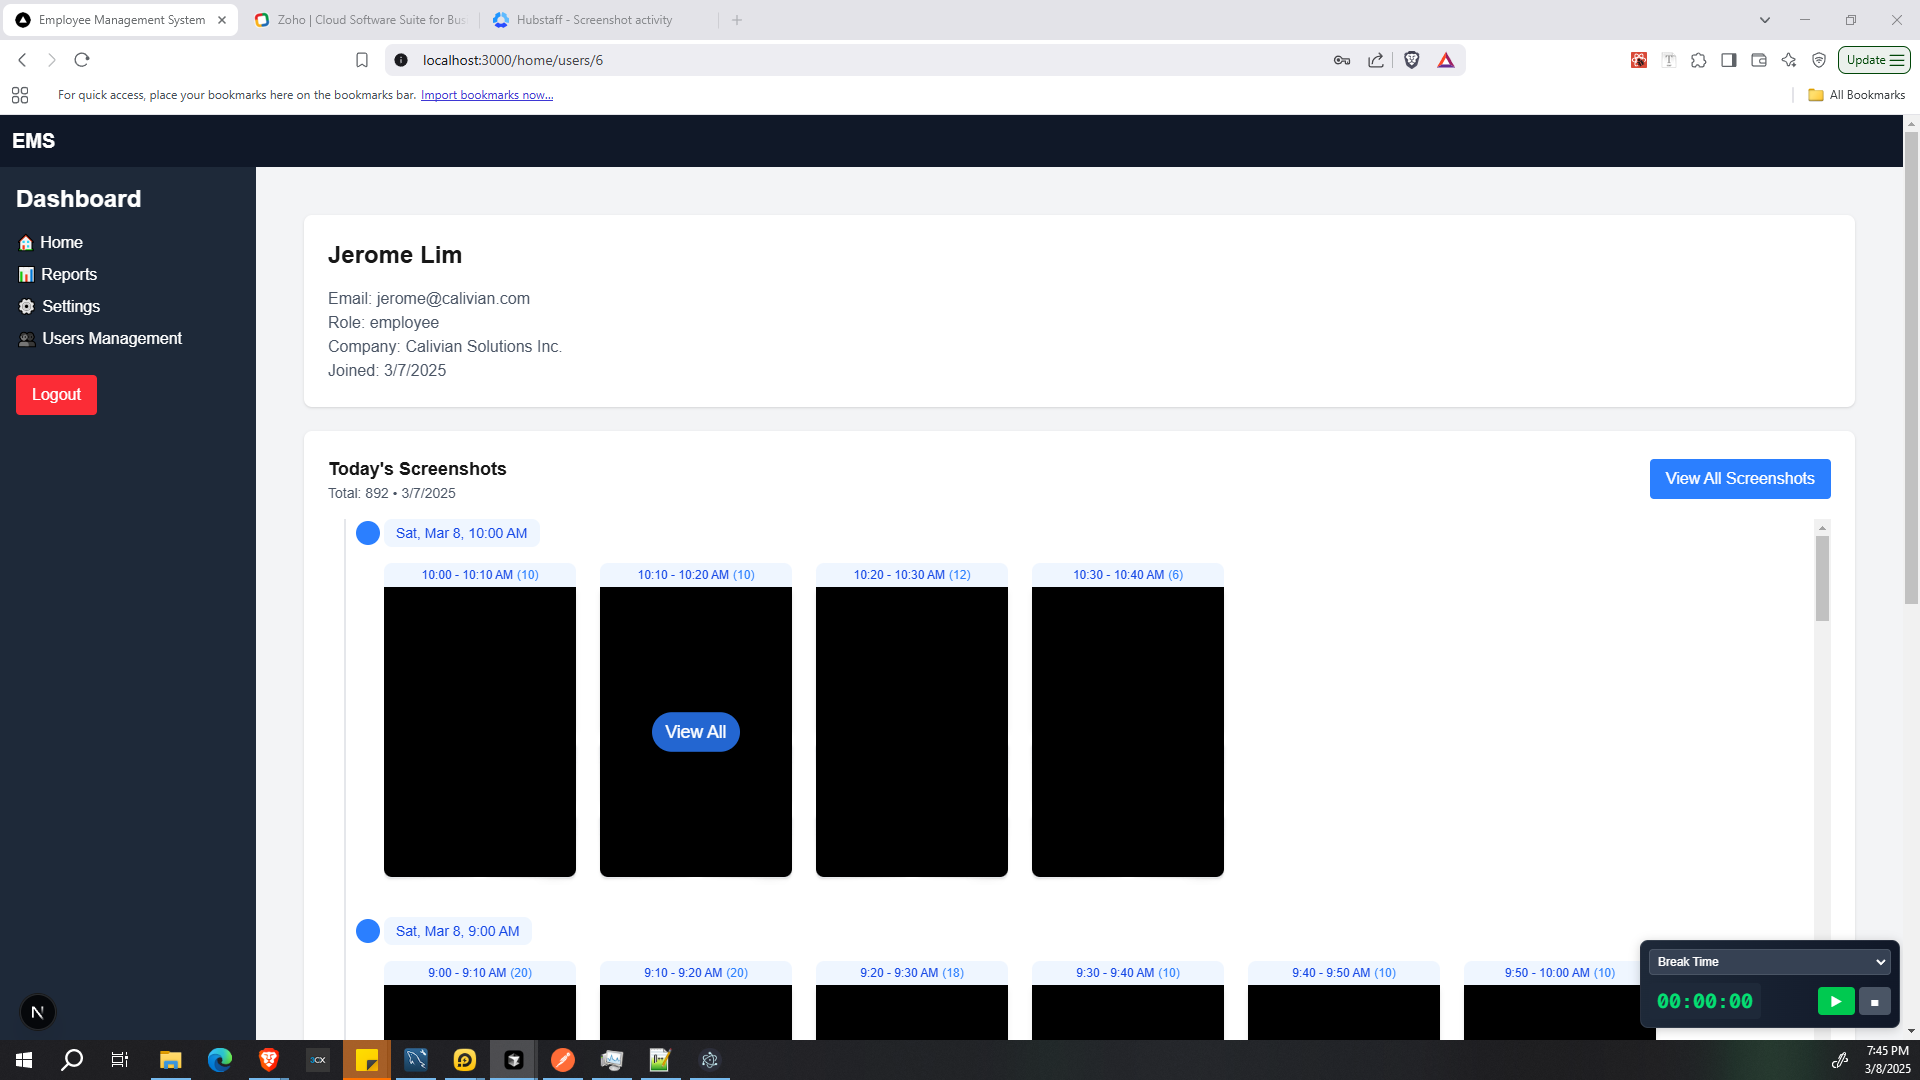 Employee Management System
Zoho | Cloud Software Suite for Bus
Hubstaff - Screenshot activity
localhost:3000/home/users/6
Update
For quick access, place your bookmarks here on the bookmarks bar. Import bookmarks now...
All Bookmarks
EMS
Dashboard
Home
Reports
Settings
Users Management
Logout
Jerome Lim
Email: jerome@calivian.com
Role: employee
Company: Calivian Solutions Inc.
Joined: 3/7/2025
Today's Screenshots
Total: 892 • 3/7/2025
View All Screenshots
Sat, Mar 8, 10:00 AM
10:00 - 10:10 AM (10)
10:10 - 10:20 AM (10)
10:20 - 10:30 AM (12)
10:30 - 10:40 AM (6)
View All
Sat, Mar 8, 9:00 AM
9:00 - 9:10 AM (20)
9:10 - 9:20 AM (20)
9:20 - 9:30 AM (18)
9:30 - 9:40 AM (10)
9:40 - 9:50 AM (10)
9:50 - 10:00 AM (10)
Break Time
00:00:00
N
3CX
7:45 PM
3/8/2025